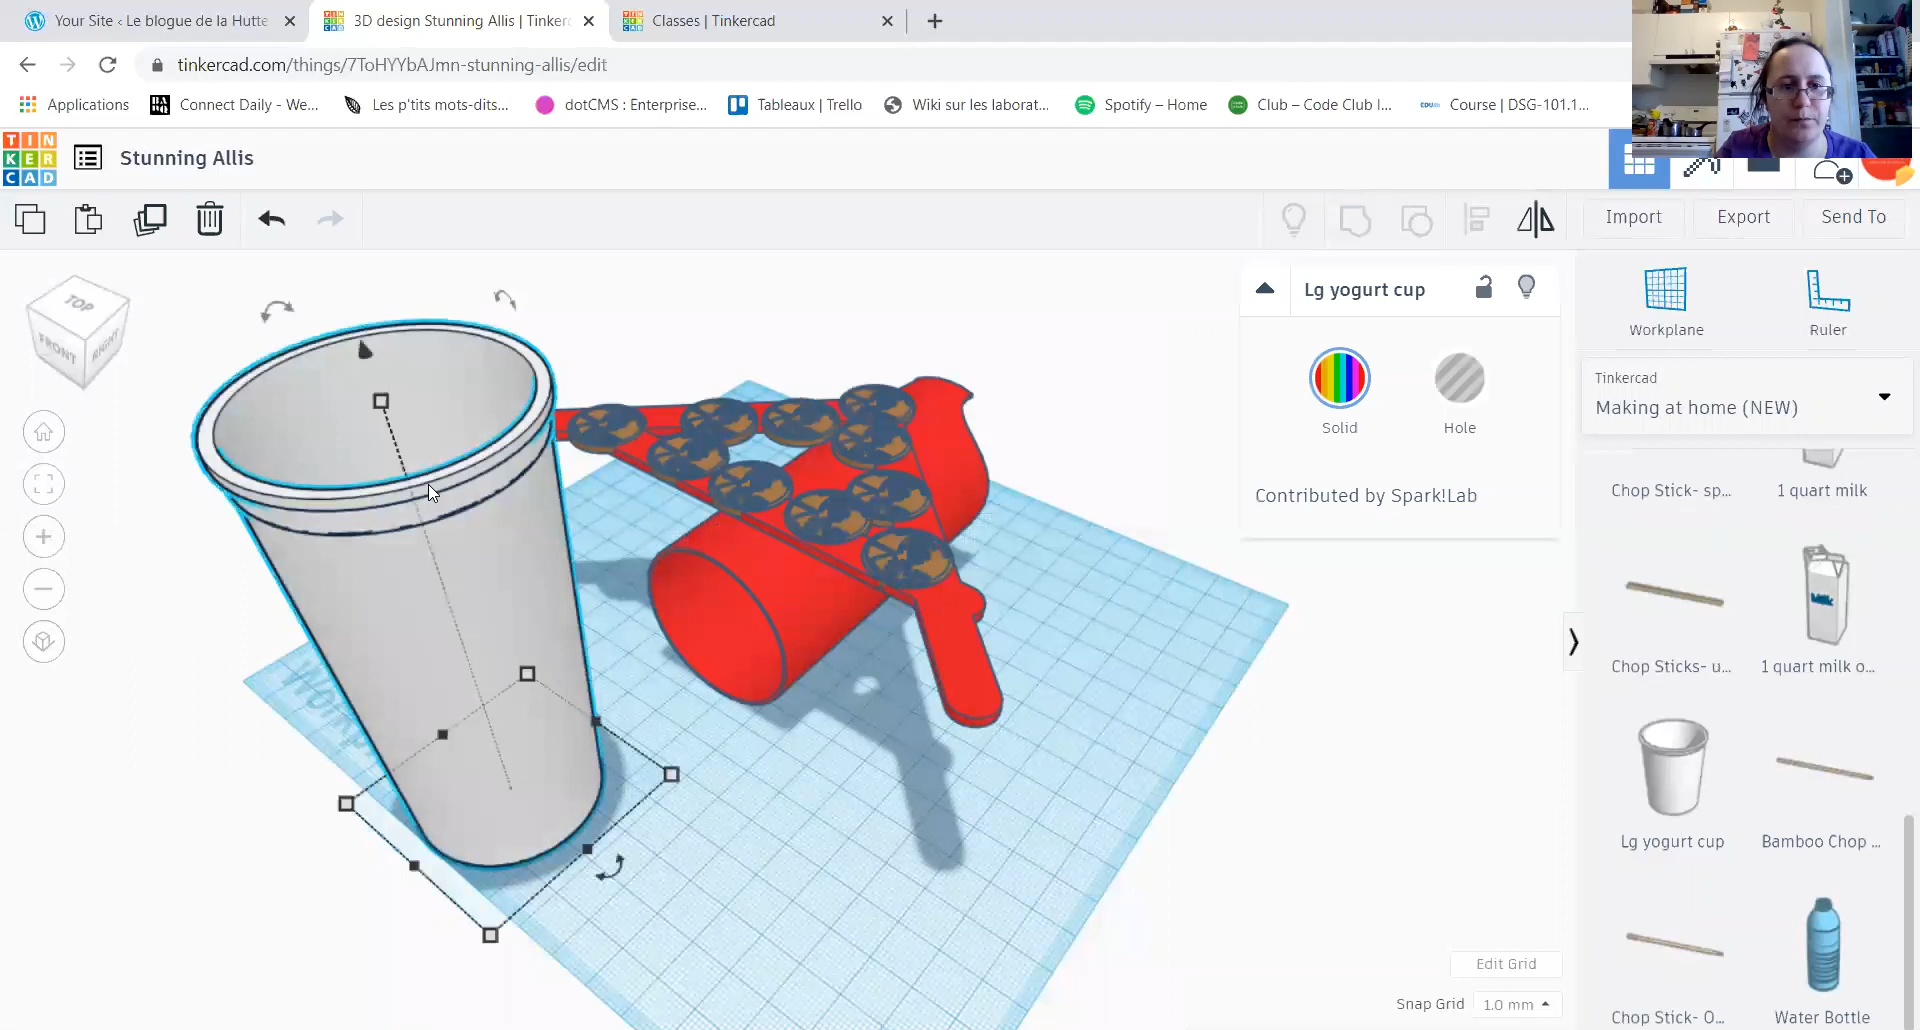 Your Site ‹ Le blogue de la Hutte
3D design Stunning Allis | Tinker
Classes | Tinkercad
tinkercad.com/things/7ToHYYbAJmn-stunning-allis/edit
Applications
Connect Daily - We...
Les p'tits mots-dits...
dotCMS : Enterprise...
Tableaux | Trello
Wiki sur les laborat...
Spotify – Home
Club – Code Club I...
Course | DSG-101.1...
TIN
KER
CAD
Stunning Allis
Import
Export
Send To
TOP
FRONT
RIGHT
Lg yogurt cup
Solid
Hole
Contributed by Spark!Lab
Workplane
Ruler
Tinkercad
Making at home (NEW)
Chop Stick- sp...
1 quart milk
Chop Sticks- u...
1 quart milk o...
Lg yogurt cup
Bamboo Chop ...
Chop Stick- O...
Water Bottle
Edit Grid
Snap Grid
1.0 mm